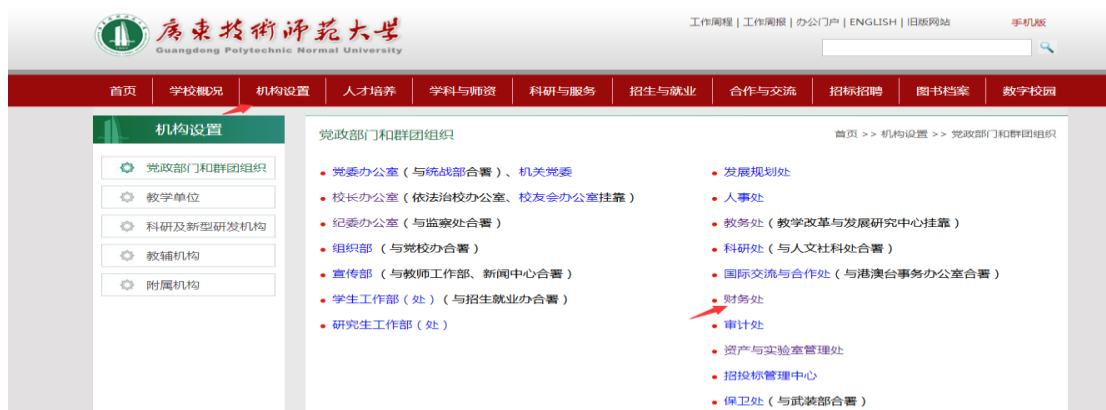 廣東技術師範大學
Guangdong Polytechnic Normal University
工作周程 | 工作周报 | 办公门户 | ENGLISH | 旧版网站
手机版
首页 学校概况 机构设置 人才培养 学科与师资 科研与服务 招生与就业 合作与交流 招标招聘 图书档案 数字校园
机构设置
党政部门和群团组织
教学单位
科研及新型研发机构
教辅机构
附属机构
党政部门和群团组织
首页 >> 机构设置 >> 党政部门和群团组织
党委办公室（与统战部合署）、机关党委
校长办公室（依法治校办公室、校友会办公室挂靠）
纪委办公室（与监察处合署）
组织部 （与党校办合署）
宣传部 （与教师工作部、新闻中心合署）
学生工作部（处）（与招生就业办合署）
研究生工作部（处）
发展规划处
人事处
教务处（教学改革与发展研究中心挂靠）
科研处（与人文社科处合署）
国际交流与合作处（与港澳台事务办公室合署）
财务处
审计处
资产与实验室管理处
招投标管理中心
保卫处（与武装部合署）